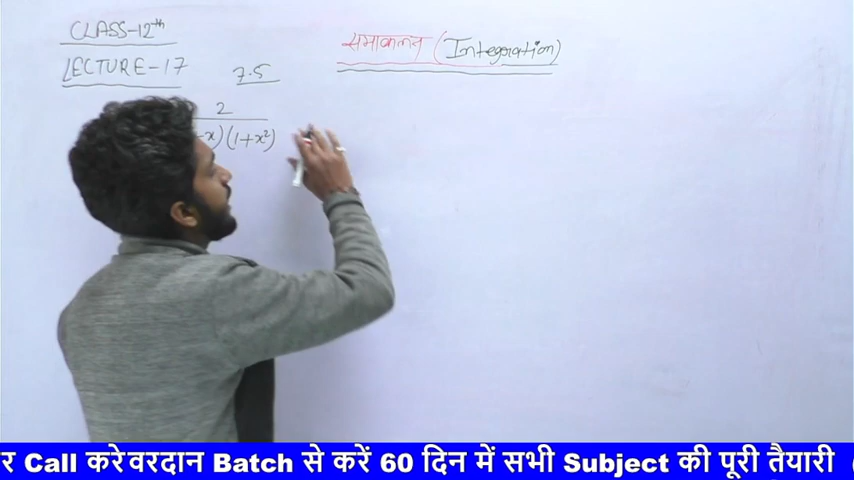 CLASS-12th
LECTURE-17
समाकलन (Integration)
7.5
2
-x)(1+x²)
र Call करे वरदान Batch से करें 60 दिन में सभी Subject की पूरी तैयारी